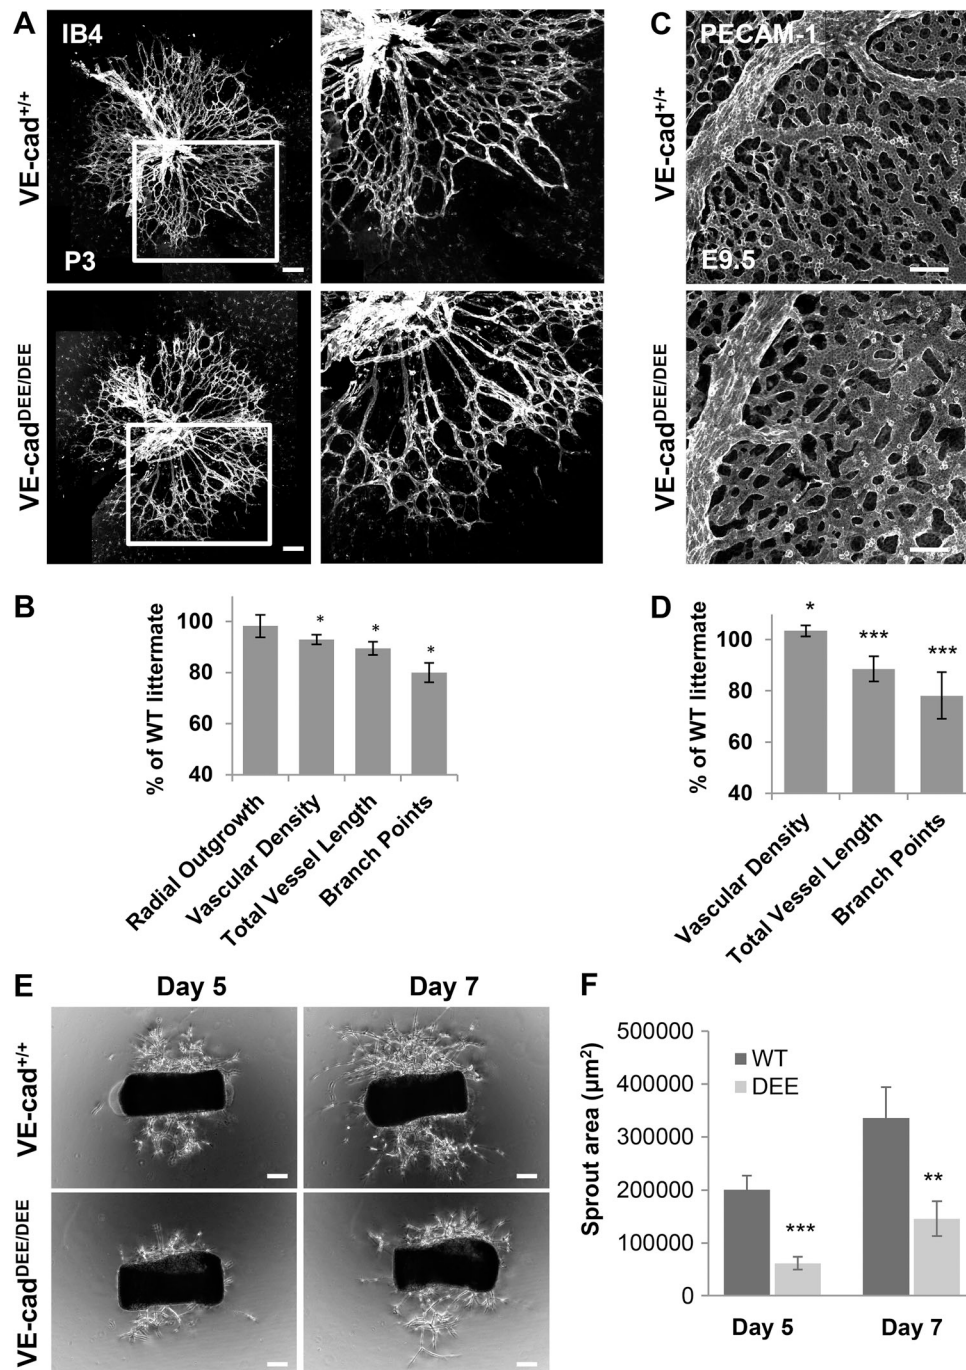 A
IB4
P3
VE-cad+/+
VE-cadDEE/DEE
C
PECAM-1
E9.5
VE-cad+/+
VE-cadDEE/DEE
B
% of WT littermate
100
80
60
40
*
*
*
Radial Outgrowth
Vascular Density
Total Vessel Length
Branch Points
D
% of WT littermate
100
80
60
40
*
***
***
Vascular Density
Total Vessel Length
Branch Points
E
Day 5
Day 7
VE-cad+/+
VE-cadDEE/DEE
F
Sprout area (µm²)
500000
400000
300000
200000
100000
0
WT
DEE
***
**
Day 5
Day 7